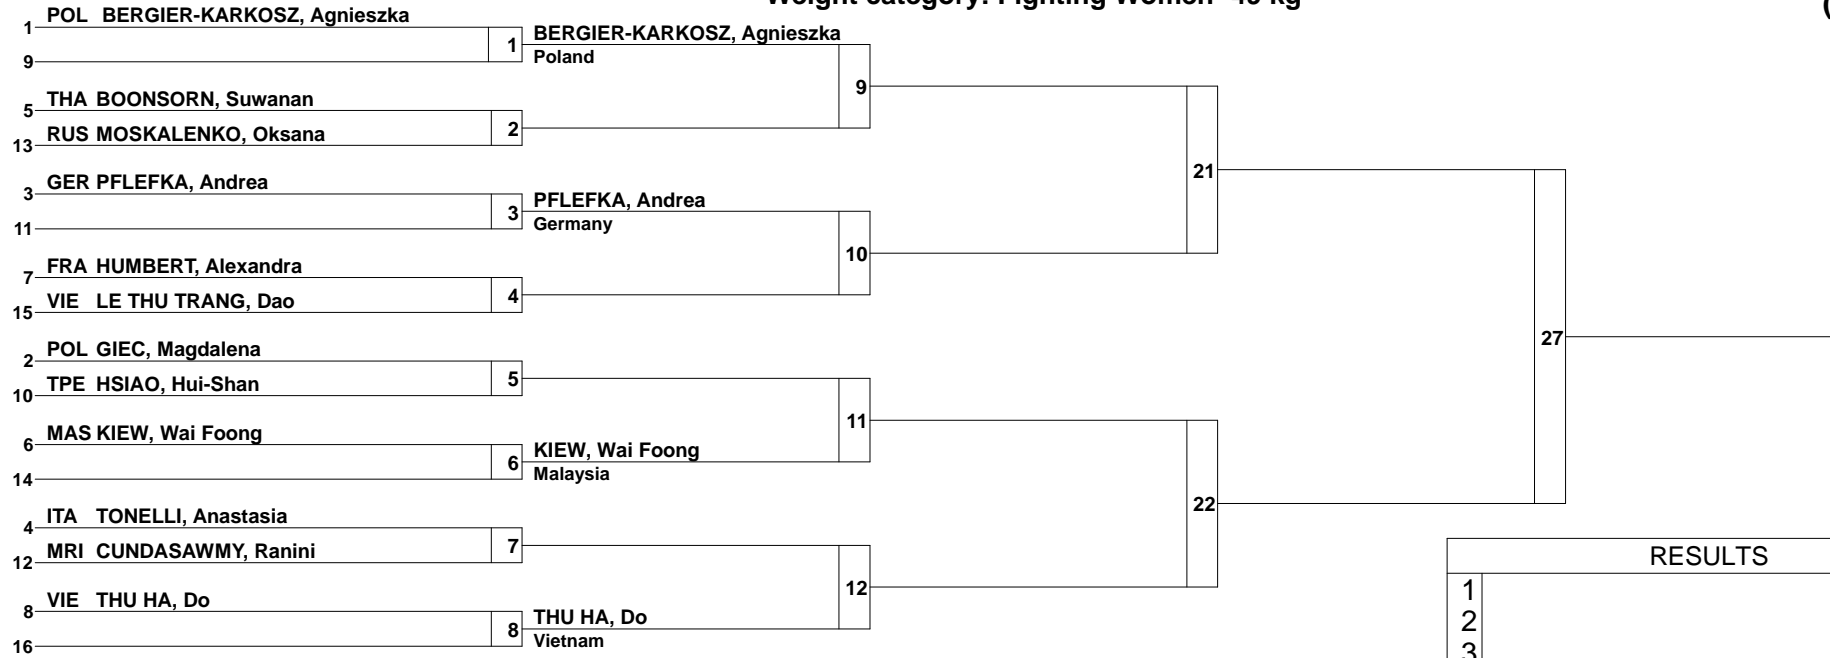 Weight category: Fighting Women -49 kg
POL BERGIER-KARKOSZ, Agnieszka
1
9
1
BERGIER-KARKOSZ, Agnieszka
Poland
9
THA BOONSORN, Suwanan
5
RUS MOSKALENKO, Oksana
13
2
21
GER PFLEFKA, Andrea
3
11
3
PFLEFKA, Andrea
Germany
10
FRA HUMBERT, Alexandra
7
VIE LE THU TRANG, Dao
15
4
27
POL GIEC, Magdalena
2
TPE HSIAO, Hui-Shan
10
5
11
MAS KIEW, Wai Foong
6
14
6
KIEW, Wai Foong
Malaysia
22
ITA TONELLI, Anastasia
4
MRI CUNDASAWMY, Ranini
12
7
12
VIE THU HA, Do
8
16
8
THU HA, Do
Vietnam
RESULTS
1
2
3